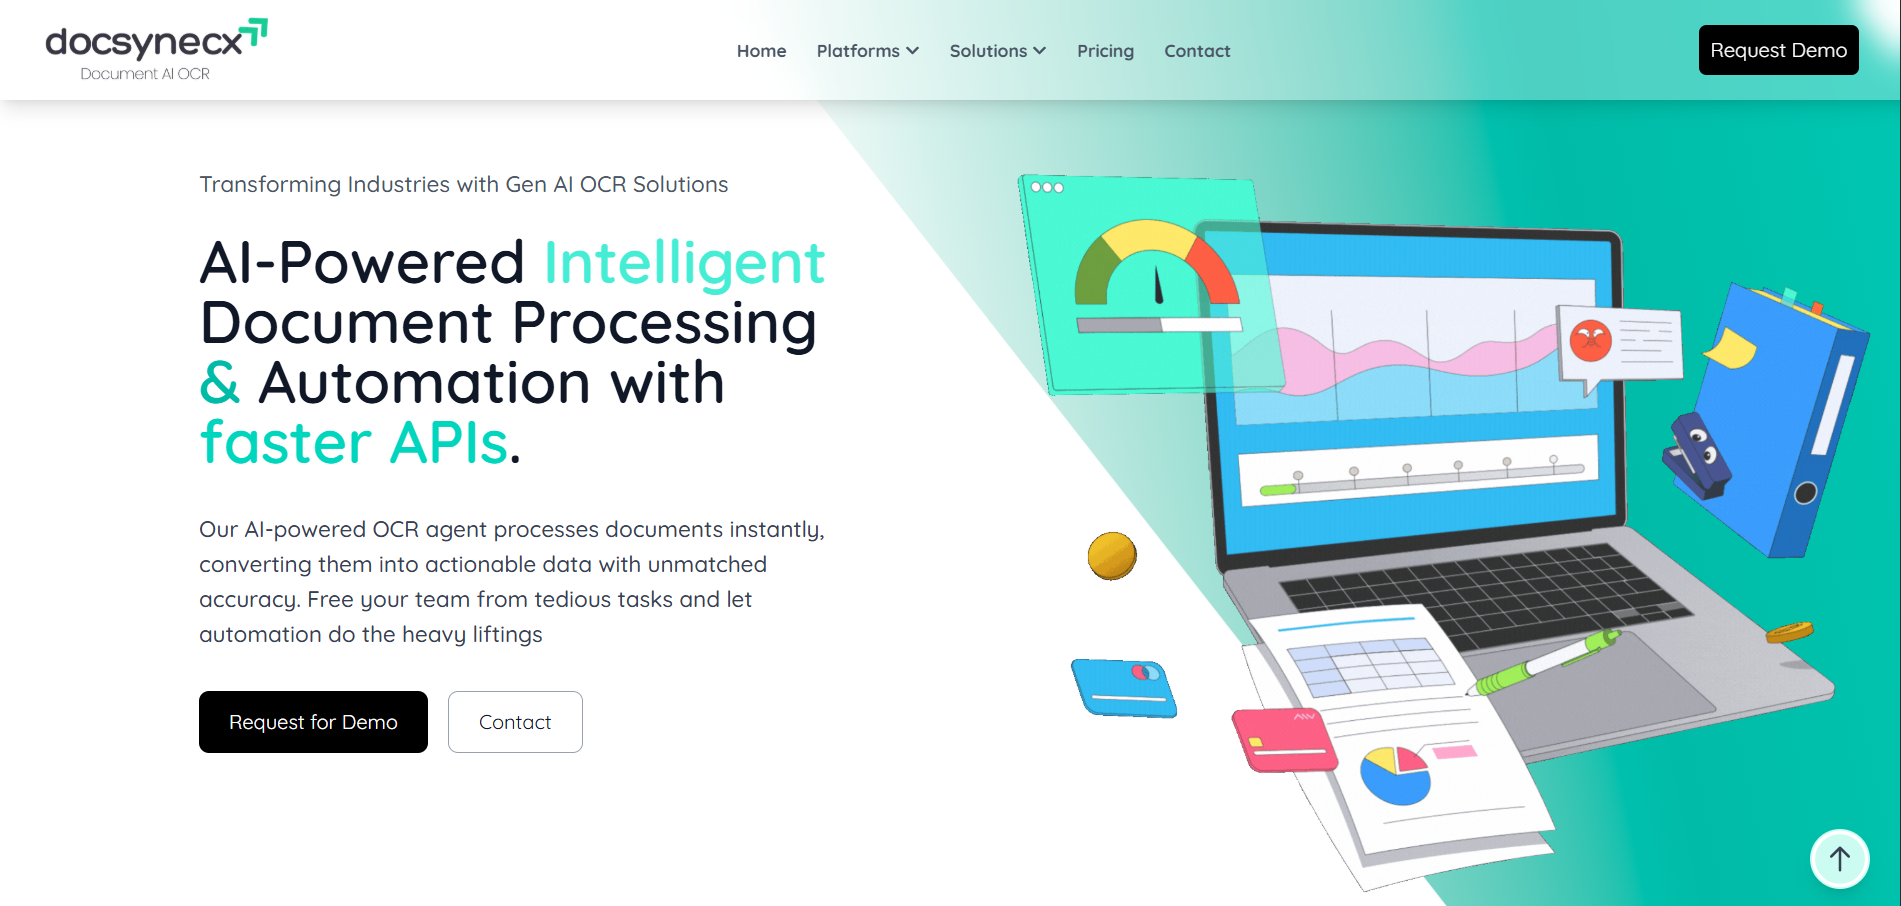 docsynecx
Document AI OCR
Home
Platforms
Solutions
Pricing
Contact
Request Demo
Transforming Industries with Gen AI OCR Solutions
AI-Powered Intelligent
Document Processing
& Automation with
faster APIs.
Our AI-powered OCR agent processes documents instantly,
converting them into actionable data with unmatched
accuracy. Free your team from tedious tasks and let
automation do the heavy liftings
Request for Demo
Contact